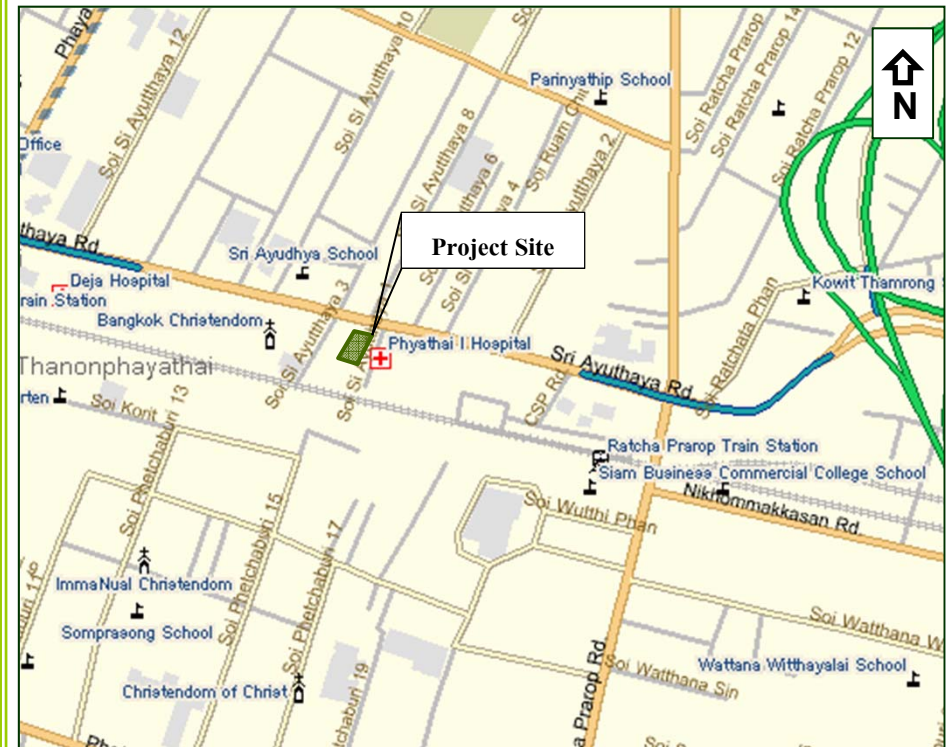 Phaya
Soi Si Ayutthaya 12
Soi Si Ayutthaya 10
Parinyathip School
Soi Ratcha Prarop
Soi Ratcha Prarop 14
Soi Ratcha Prarop 12
N
Office
Soi Ruam Chit
Si Ayutthaya 8
thaya 6
4
Ayutthaya 2
Project Site
thaya Rd.
Sri Ayudhya School
Deja Hospital
rain Station
Kowit Thamrong
Bangkok Christendom
Soi Si Ayutthaya 3
Soi Si A
Phyathai I Hospital
Thanonphayathai
Sri Ayuthaya Rd.
Soi Ratchata Phan
CSP Rd.
rten
Soi Korit
Soi Phetchaburi 13
Ratcha Prarop Train Station
Siam Business Commercial College School
Nikhommakkasan Rd.
Soi Wutthi Phan
Soi Phetchaburi 15
Soi Phetchaburi 17
ImmaNual Christendom
Somprasong School
Soi Watthana W
Soi Watthana Sin
Wattana Witthayalai School
Christendom of Christ
tchaburi 19
a Prarop Rd.